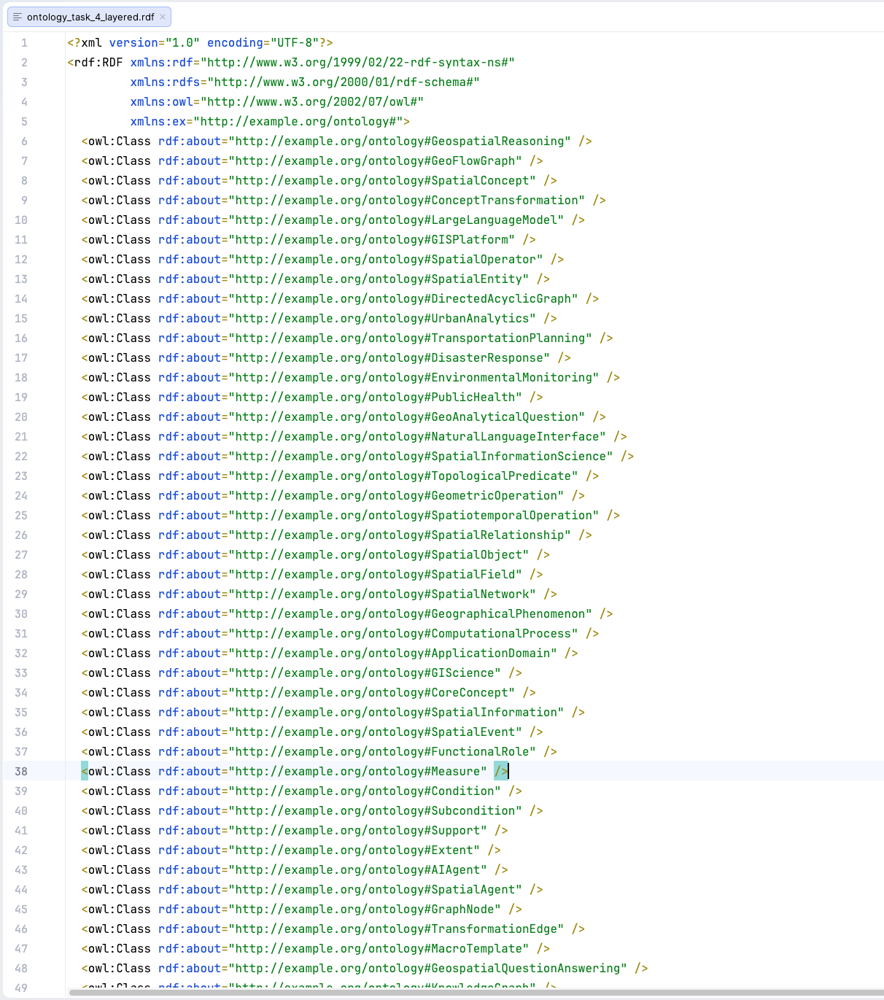 ontology_task_4_layered.rdf
1 <?xml version="1.0" encoding="UTF-8"?>
2 <rdf:RDF xmlns:rdf="http://www.w3.org/1999/02/22-rdf-syntax-ns#"
3 xmlns:rdfs="http://www.w3.org/2000/01/rdf-schema#"
4 xmlns:owl="http://www.w3.org/2002/07/owl#"
5 xmlns:ex="http://example.org/ontology#">
6 <owl:Class rdf:about="http://example.org/ontology#GeospatialReasoning" />
7 <owl:Class rdf:about="http://example.org/ontology#GeoFlowGraph" />
8 <owl:Class rdf:about="http://example.org/ontology#SpatialConcept" />
9 <owl:Class rdf:about="http://example.org/ontology#ConceptTransformation" />
10 <owl:Class rdf:about="http://example.org/ontology#LargeLanguageModel" />
11 <owl:Class rdf:about="http://example.org/ontology#GISPlatform" />
12 <owl:Class rdf:about="http://example.org/ontology#SpatialOperator" />
13 <owl:Class rdf:about="http://example.org/ontology#SpatialEntity" />
14 <owl:Class rdf:about="http://example.org/ontology#DirectedAcyclicGraph" />
15 <owl:Class rdf:about="http://example.org/ontology#UrbanAnalytics" />
16 <owl:Class rdf:about="http://example.org/ontology#TransportationPlanning" />
17 <owl:Class rdf:about="http://example.org/ontology#DisasterResponse" />
18 <owl:Class rdf:about="http://example.org/ontology#EnvironmentalMonitoring" />
19 <owl:Class rdf:about="http://example.org/ontology#PublicHealth" />
20 <owl:Class rdf:about="http://example.org/ontology#GeoAnalyticalQuestion" />
21 <owl:Class rdf:about="http://example.org/ontology#NaturalLanguageInterface" />
22 <owl:Class rdf:about="http://example.org/ontology#SpatialInformationScience" />
23 <owl:Class rdf:about="http://example.org/ontology#TopologicalPredicate" />
24 <owl:Class rdf:about="http://example.org/ontology#GeometricOperation" />
25 <owl:Class rdf:about="http://example.org/ontology#SpatiotemporalOperation" />
26 <owl:Class rdf:about="http://example.org/ontology#SpatialRelationship" />
27 <owl:Class rdf:about="http://example.org/ontology#SpatialObject" />
28 <owl:Class rdf:about="http://example.org/ontology#SpatialField" />
29 <owl:Class rdf:about="http://example.org/ontology#SpatialNetwork" />
30 <owl:Class rdf:about="http://example.org/ontology#GeographicalPhenomenon" />
31 <owl:Class rdf:about="http://example.org/ontology#ComputationalProcess" />
32 <owl:Class rdf:about="http://example.org/ontology#ApplicationDomain" />
33 <owl:Class rdf:about="http://example.org/ontology#GIScience" />
34 <owl:Class rdf:about="http://example.org/ontology#CoreConcept" />
35 <owl:Class rdf:about="http://example.org/ontology#SpatialInformation" />
36 <owl:Class rdf:about="http://example.org/ontology#SpatialEvent" />
37 <owl:Class rdf:about="http://example.org/ontology#FunctionalRole" />
38 <owl:Class rdf:about="http://example.org/ontology#Measure" />
39 <owl:Class rdf:about="http://example.org/ontology#Condition" />
40 <owl:Class rdf:about="http://example.org/ontology#Subcondition" />
41 <owl:Class rdf:about="http://example.org/ontology#Support" />
42 <owl:Class rdf:about="http://example.org/ontology#Extent" />
43 <owl:Class rdf:about="http://example.org/ontology#AIAgent" />
44 <owl:Class rdf:about="http://example.org/ontology#SpatialAgent" />
45 <owl:Class rdf:about="http://example.org/ontology#GraphNode" />
46 <owl:Class rdf:about="http://example.org/ontology#TransformationEdge" />
47 <owl:Class rdf:about="http://example.org/ontology#MacroTemplate" />
48 <owl:Class rdf:about="http://example.org/ontology#GeospatialQuestionAnswering" />
49 <owl:Class rdf:about="http://example.org/ontology#KnowledgeGraph" />